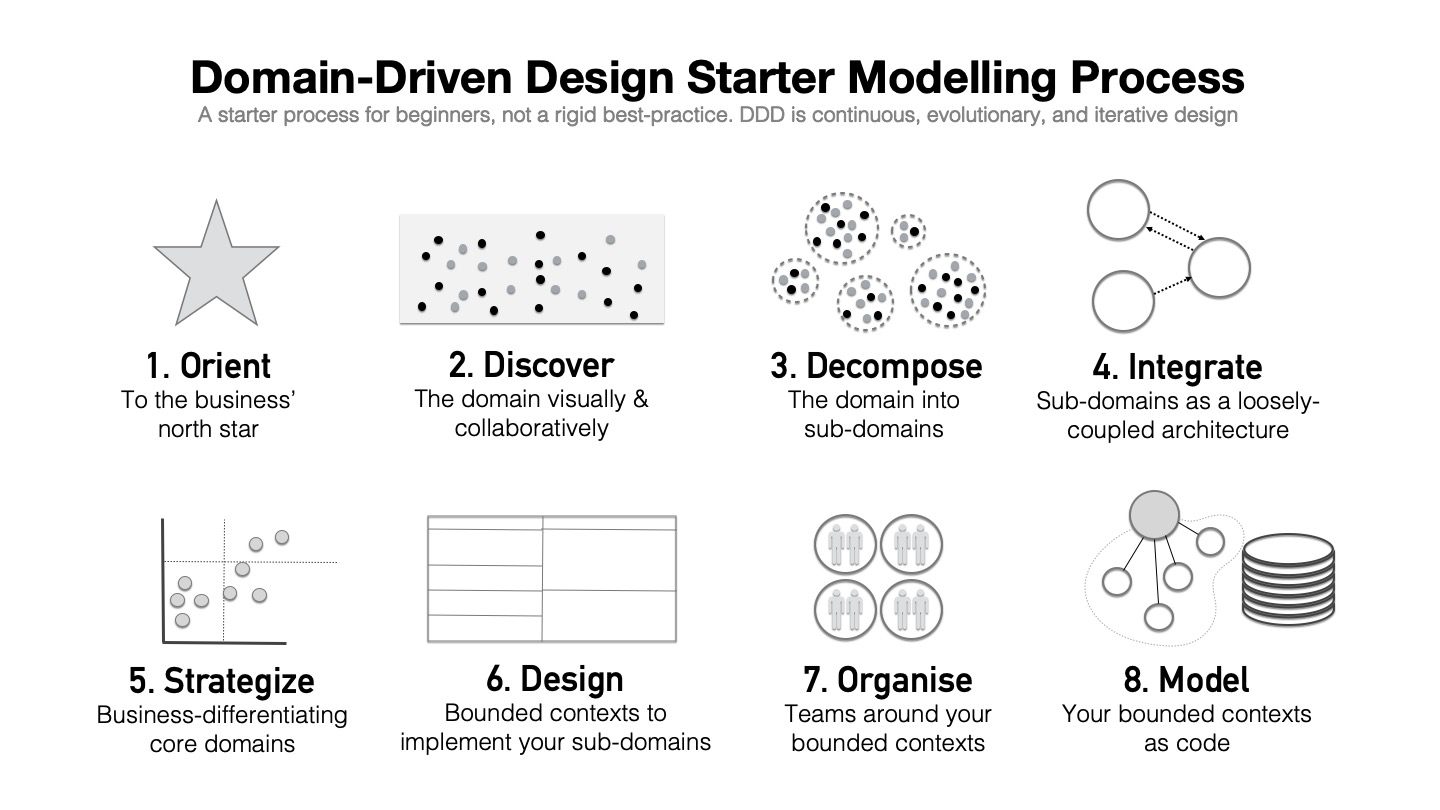 Domain-Driven Design Starter Modelling Process
A starter process for beginners, not a rigid best-practice. DDD is continuous, evolutionary, and iterative design
1. Orient
To the business’
north star
2. Discover
The domain visually &
collaboratively
3. Decompose
The domain into
sub-domains
4. Integrate
Sub-domains as a loosely-
coupled architecture
5. Strategize
Business-differentiating
core domains
6. Design
Bounded contexts to
implement your sub-domains
7. Organise
Teams around your
bounded contexts
8. Model
Your bounded contexts
as code